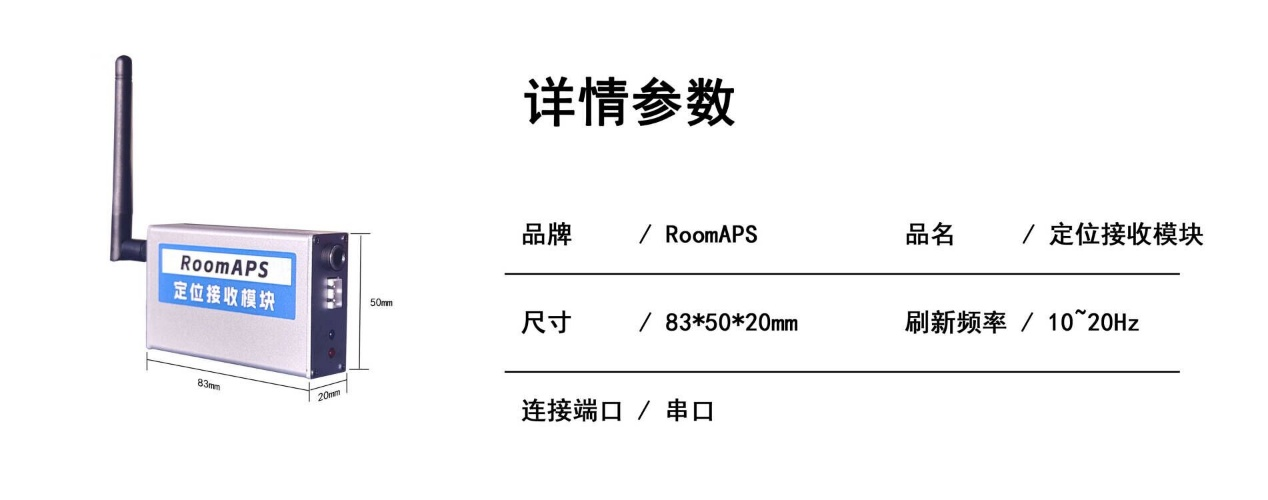 详情参数
品牌 / RoomAPS 品名 / 定位接收模块
尺寸 / 83*50*20mm 刷新频率 / 10~20Hz
连接端口 / 串口
RoomAPS
定位接收模块
50mm
83mm
20mm